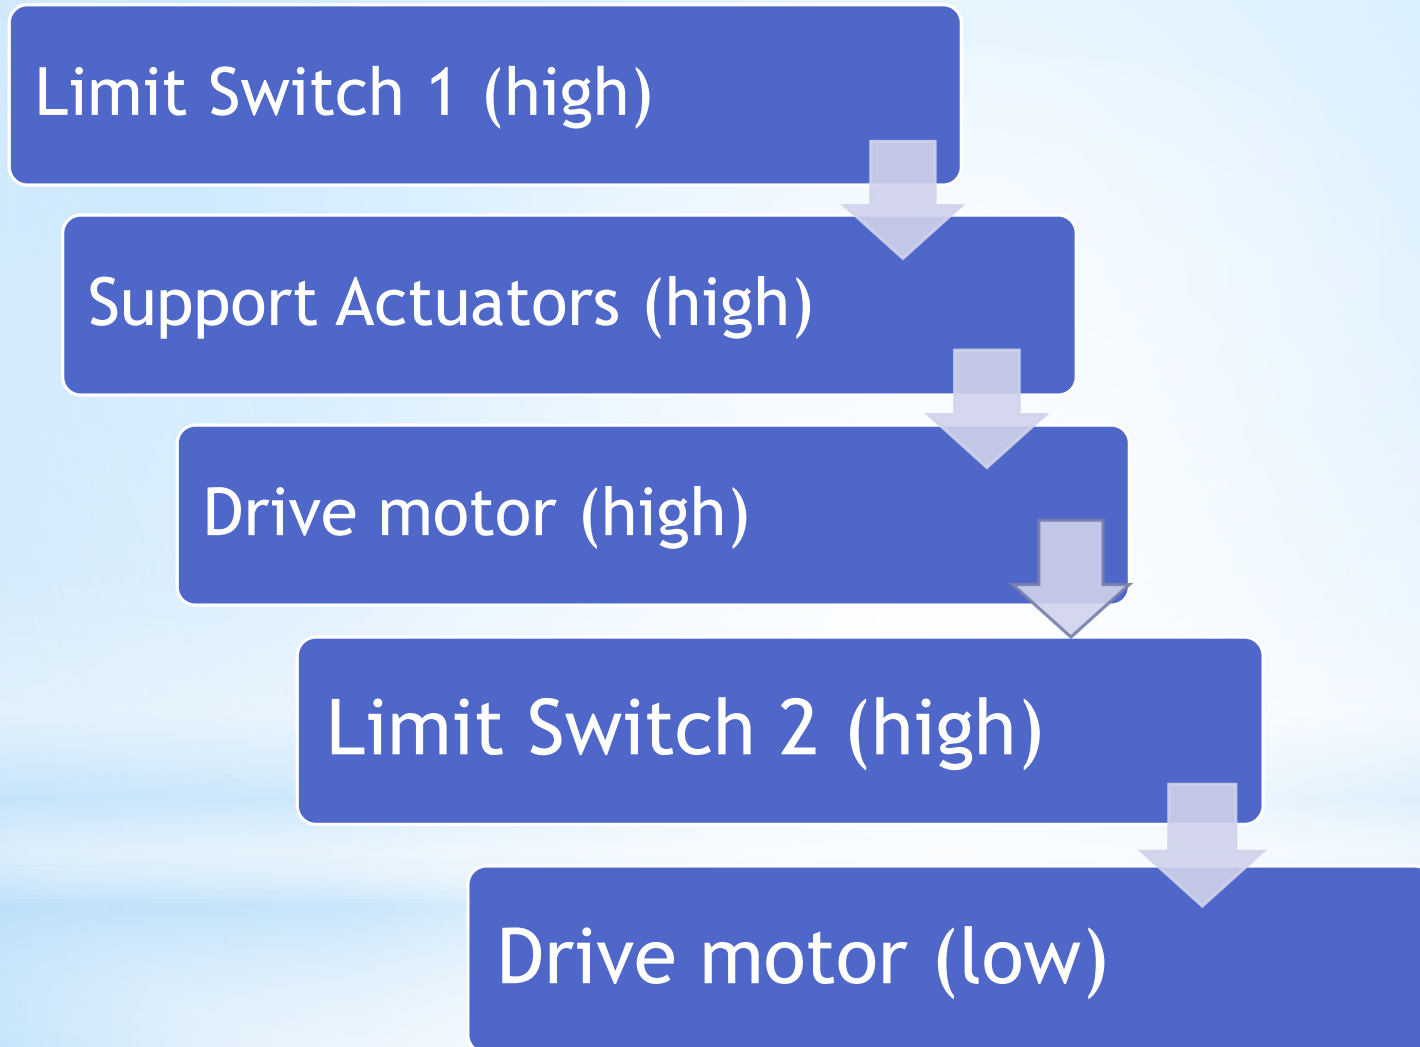 Limit Switch 1 (high)
Support Actuators (high)
Drive motor (high)
Limit Switch 2 (high)
Drive motor (low)